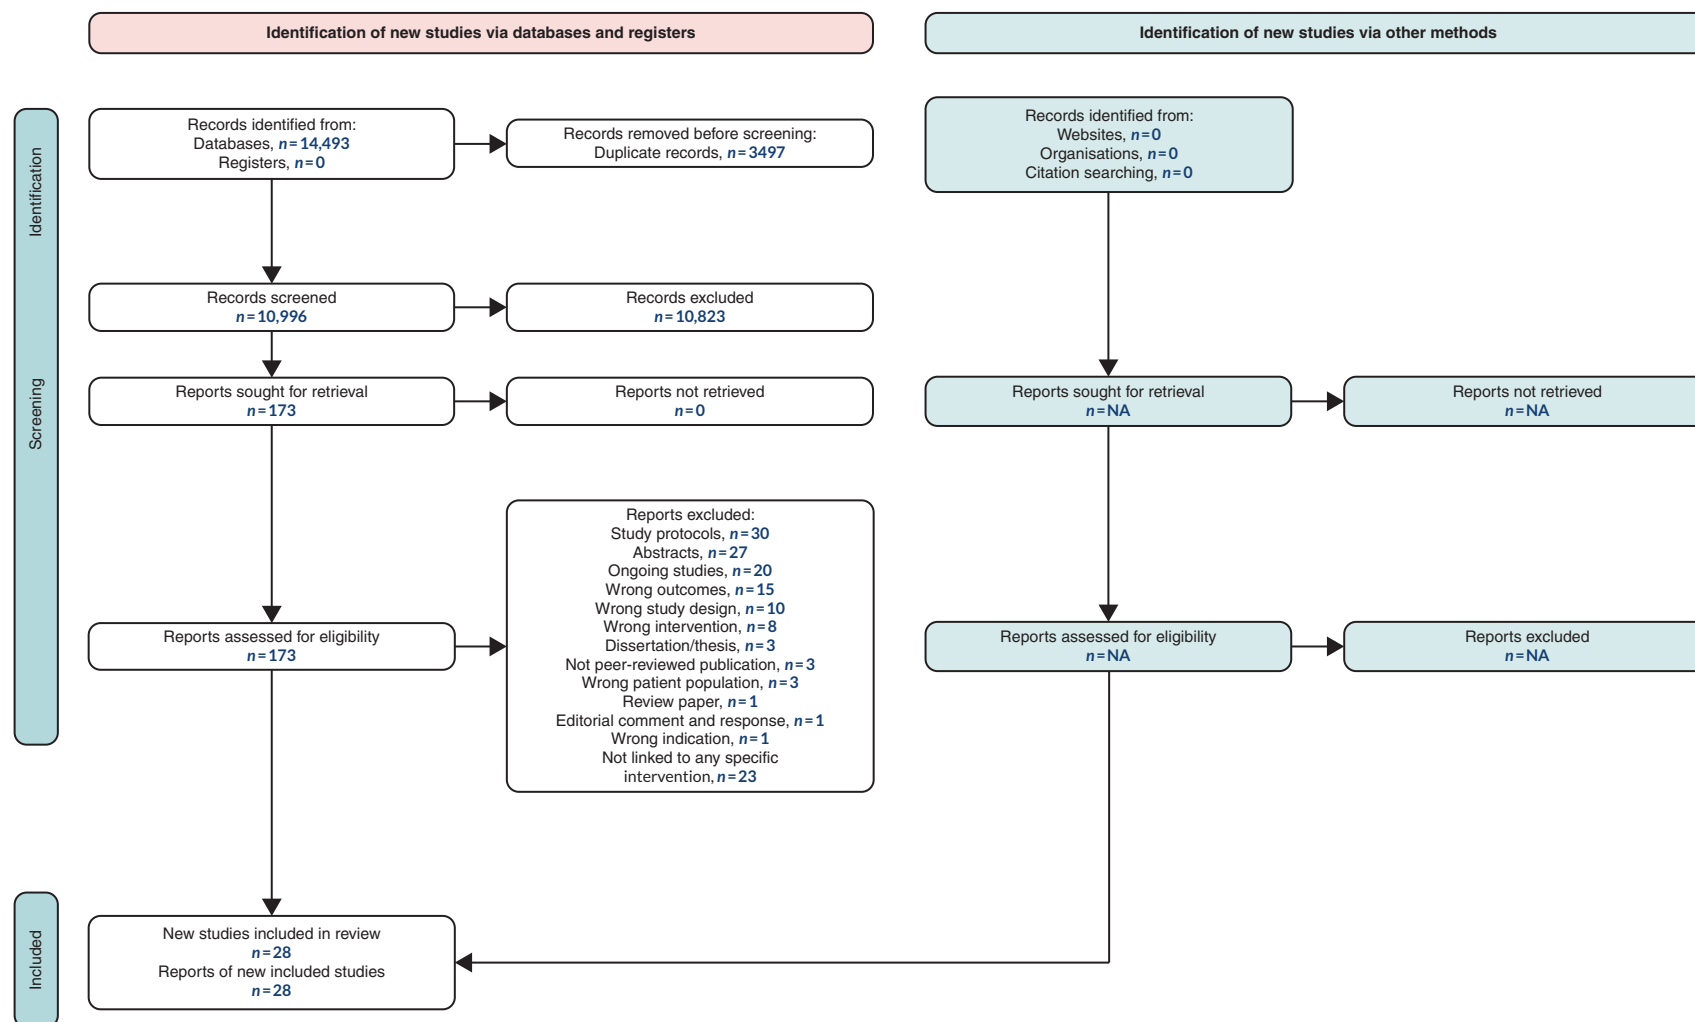 Identification of new studies via databases and registers
Identification of new studies via other methods
Identification
Records identified from:
Databases, n=14,493
Registers, n=0
Records removed before screening:
Duplicate records, n=3497
Records identified from:
Websites, n=0
Organisations, n=0
Citation searching, n=0
Screening
Records screened
n=10,996
Records excluded
n=10,823
Reports sought for retrieval
n=173
Reports not retrieved
n=0
Reports sought for retrieval
n=NA
Reports not retrieved
n=NA
Reports assessed for eligibility
n=173
Reports excluded:
Study protocols, n=30
Abstracts, n=27
Ongoing studies, n=20
Wrong outcomes, n=15
Wrong study design, n=10
Wrong intervention, n=8
Dissertation/thesis, n=3
Not peer-reviewed publication, n=3
Wrong patient population, n=3
Review paper, n=1
Editorial comment and response, n=1
Wrong indication, n=1
Not linked to any specific
intervention, n=23
Reports assessed for eligibility
n=NA
Reports excluded
n=NA
Included
New studies included in review
n=28
Reports of new included studies
n=28